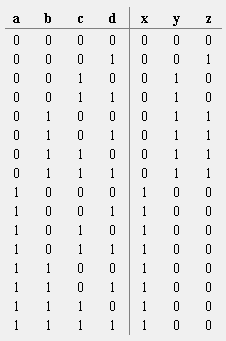 a b c d x y z
0 0 0 0 0 0 0
0 0 0 1 0 0 1
0 0 1 0 0 1 0
0 0 1 1 0 1 0
0 1 0 0 0 1 1
0 1 0 1 0 1 1
0 1 1 0 0 1 1
0 1 1 1 0 1 1
1 0 0 0 1 0 0
1 0 0 1 1 0 0
1 0 1 0 1 0 0
1 0 1 1 1 0 0
1 1 0 0 1 0 0
1 1 0 1 1 0 0
1 1 1 0 1 0 0
1 1 1 1 1 0 0